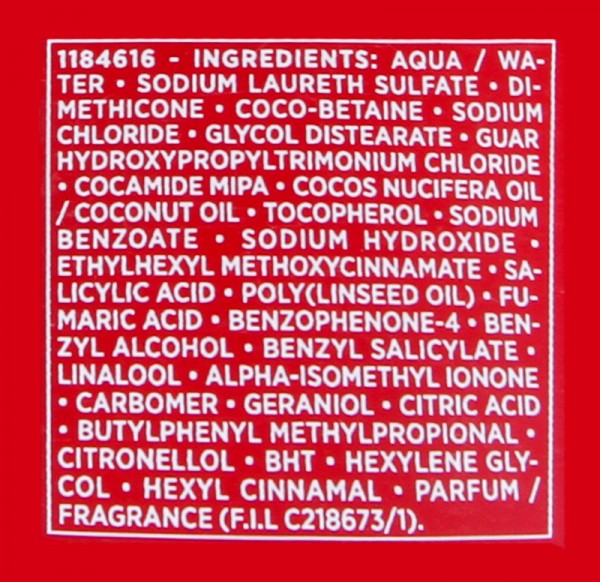 1184616 - INGREDIENTS: AQUA / WA-
TER • SODIUM LAURETH SULFATE • DI-
METHICONE • COCO-BETAINE • SODIUM
CHLORIDE • GLYCOL DISTEARATE • GUAR
HYDROXYPROPYLTRIMONIUM CHLORIDE
• COCAMIDE MIPA • COCOS NUCIFERA OIL
/ COCONUT OIL • TOCOPHEROL • SODIUM
BENZOATE • SODIUM HYDROXIDE •
ETHYLHEXYL METHOXYCINNAMATE • SA-
LICYLIC ACID • POLY(LINSEED OIL) • FU-
MARIC ACID • BENZOPHENONE-4 • BEN-
ZYL ALCOHOL • BENZYL SALICYLATE •
LINALOOL • ALPHA-ISOMETHYL IONONE
• CARBOMER • GERANIOL • CITRIC ACID
• BUTYLPHENYL METHYLPROPIONAL •
CITRONELLOL • BHT • HEXYLENE GLY-
COL • HEXYL CINNAMAL • PARFUM /
FRAGRANCE (F.I.L C218673/1).